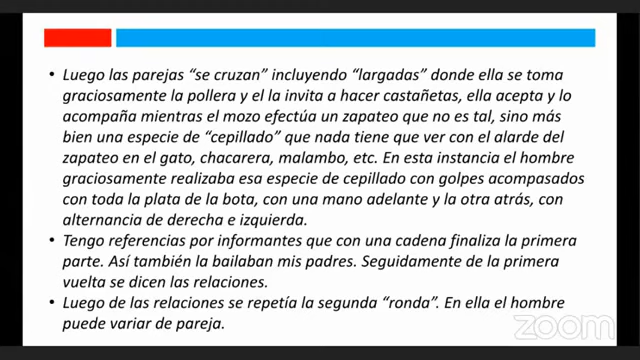 • Luego las parejas “se cruzan” incluyendo “largadas” donde ella se toma
graciosamente la pollera y el la invita a hacer castañetas, ella acepta y lo
acompaña mientras el mozo efectúa un zapateo que no es tal, sino más
bien una especie de “cepillado” que nada tiene que ver con el alarde del
zapateo en el gato, chacarera, malambo, etc. En esta instancia el hombre
graciosamente realizaba esa especie de cepillado con golpes acompasados
con toda la plata de la bota, con una mano adelante y la otra atrás, con
alternancia de derecha e izquierda.
• Tengo referencias por informantes que con una cadena finaliza la primera
parte. Así también la bailaban mis padres. Seguidamente de la primera
vuelta se dicen las relaciones.
• Luego de las relaciones se repetía la segunda “ronda”. En ella el hombre
puede variar de pareja.
zoom